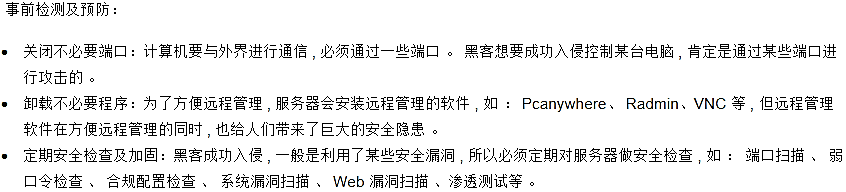 事前检测及预防：
关闭不必要端口：计算机要与外界进行通信，必须通过一些端口 。 黑客想要成功入侵控制某台电脑，肯定是通过某些端口进
行攻击的 。
卸载不必要程序：为了方便远程管理，服务器会安装远程管理的软件，如 ： Pcanywhere、 Radmin、VNC 等，但远程管理
软件在方便远程管理的同时，也给人们带来了巨大的安全隐患 。
定期安全检查及加固：黑客成功入侵，一般是利用了某些安全漏洞，所以必须定期对服务器做安全检查，如 ： 端口扫描 、 弱
口令检查 、 合规配置检查 、 系统漏洞扫描 、 Web 漏洞扫描 、渗透测试等 。